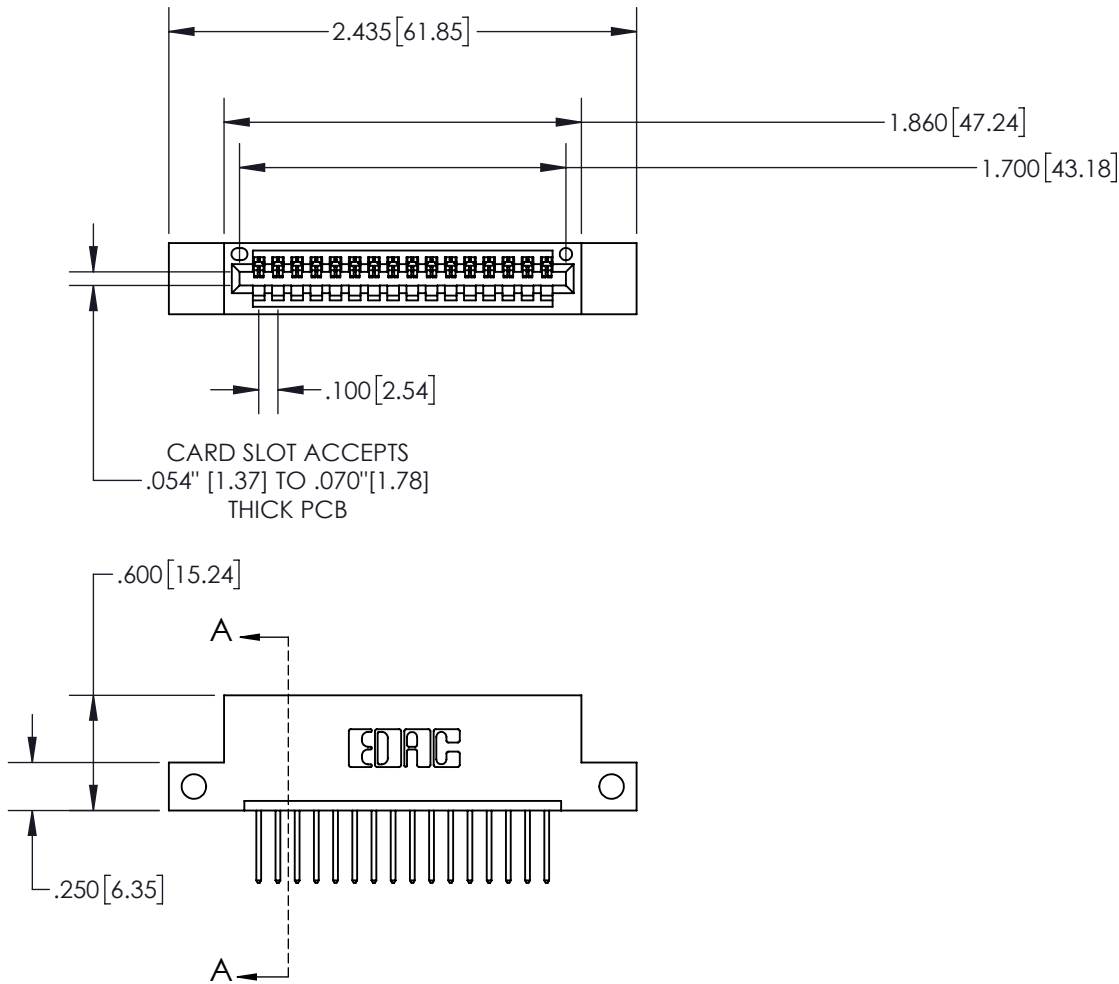 2.435[61.85]
1.860[47.24]
1.700[43.18]
.100[2.54]
CARD SLOT ACCEPTS
.054" [1.37] TO .070"[1.78]
THICK PCB
.600[15.24]
A
EDAC
.250[6.35]
A